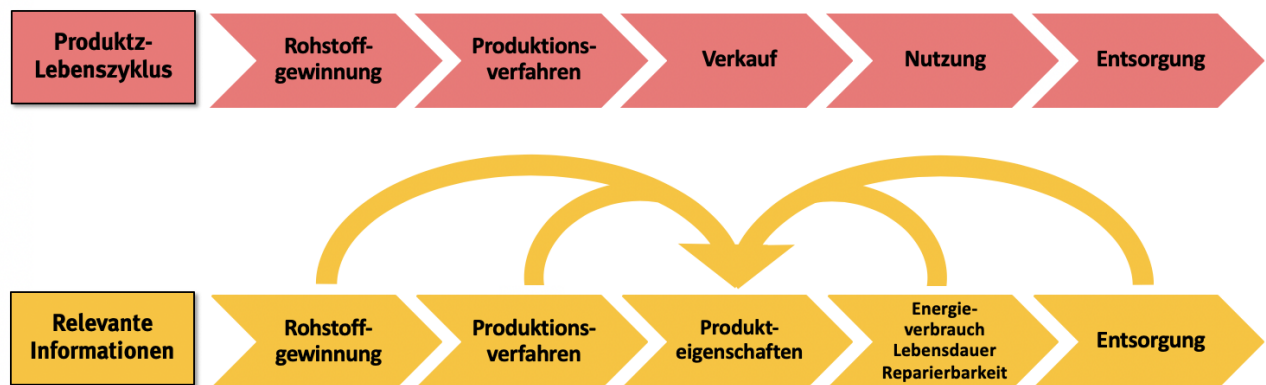 Produktz-
Lebenszyklus
Rohstoff-
gewinnung
Produktions-
verfahren
Verkauf
Nutzung
Entsorgung
Relevante
Informationen
Rohstoff-
gewinnung
Produktions-
verfahren
Produkt-
eigenschaften
Energie-
verbrauch
Lebensdauer
Reparierbarkeit
Entsorgung